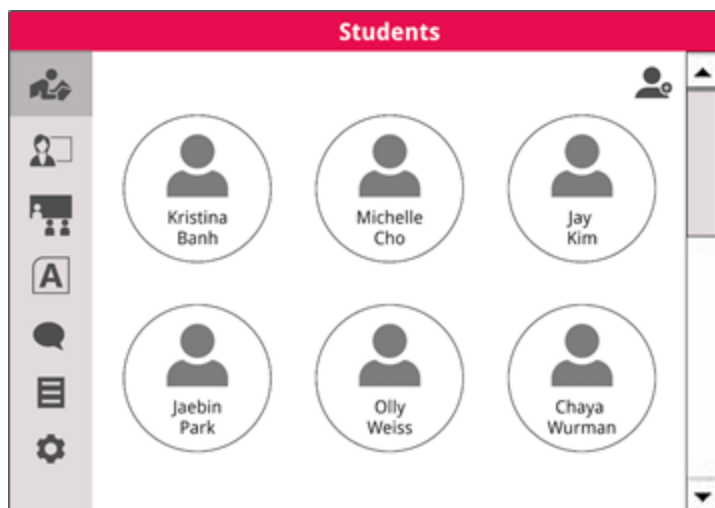 Students
A
Kristina
Banh
Michelle
Cho
Jay
Kim
Jaebin
Park
Olly
Weiss
Chaya
Wurman